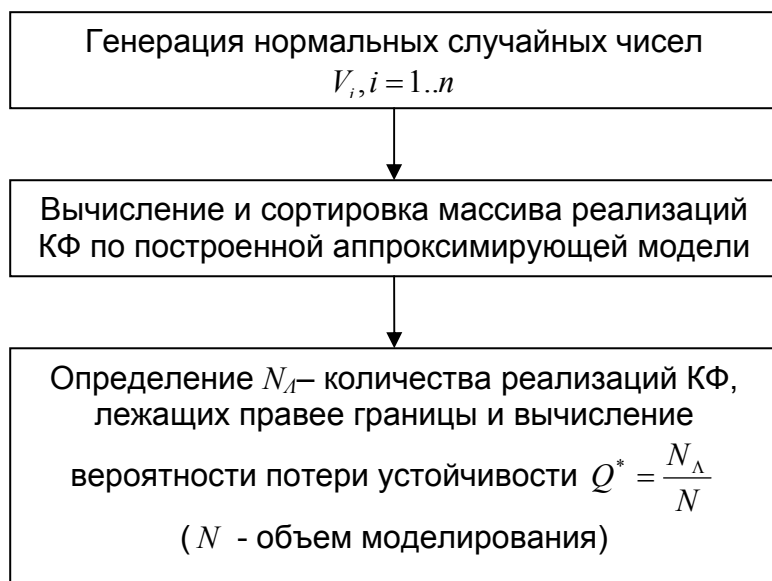 Генерация нормальных случайных чисел
V_i, i = 1..n
Вычисление и сортировка массива реализаций
КФ по построенной аппроксимирующей модели
Определение N_Λ– количества реализаций КФ,
лежащих правее границы и вычисление
вероятности потери устойчивости Q^* = \frac{N_Λ}{N}
( N - объем моделирования)